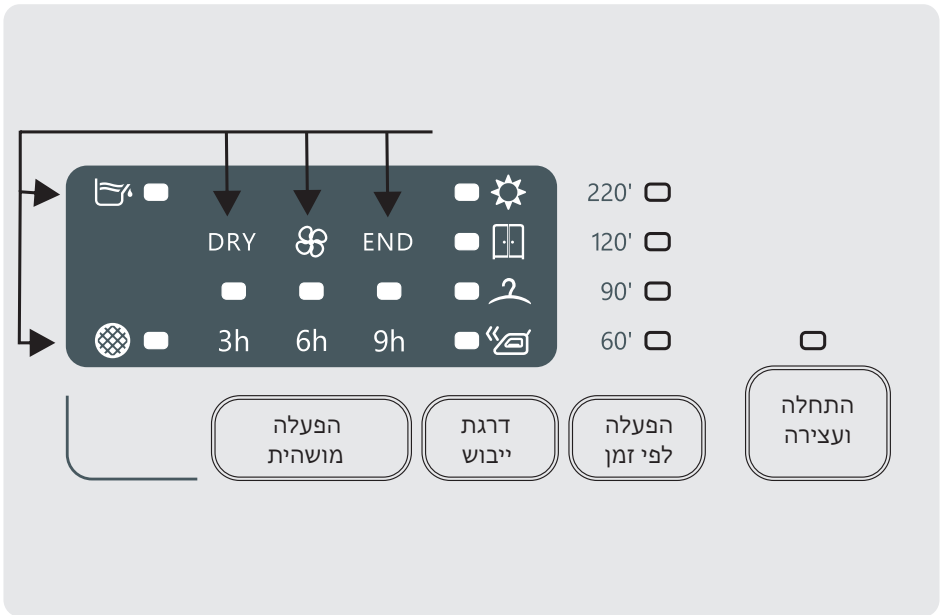 220'
DRY END 120'
90'
3h 6h 9h 60'
הפעלה
מושהית
דרגת
ייבוש
הפעלה
לפי זמן
התחלה
ועצירה